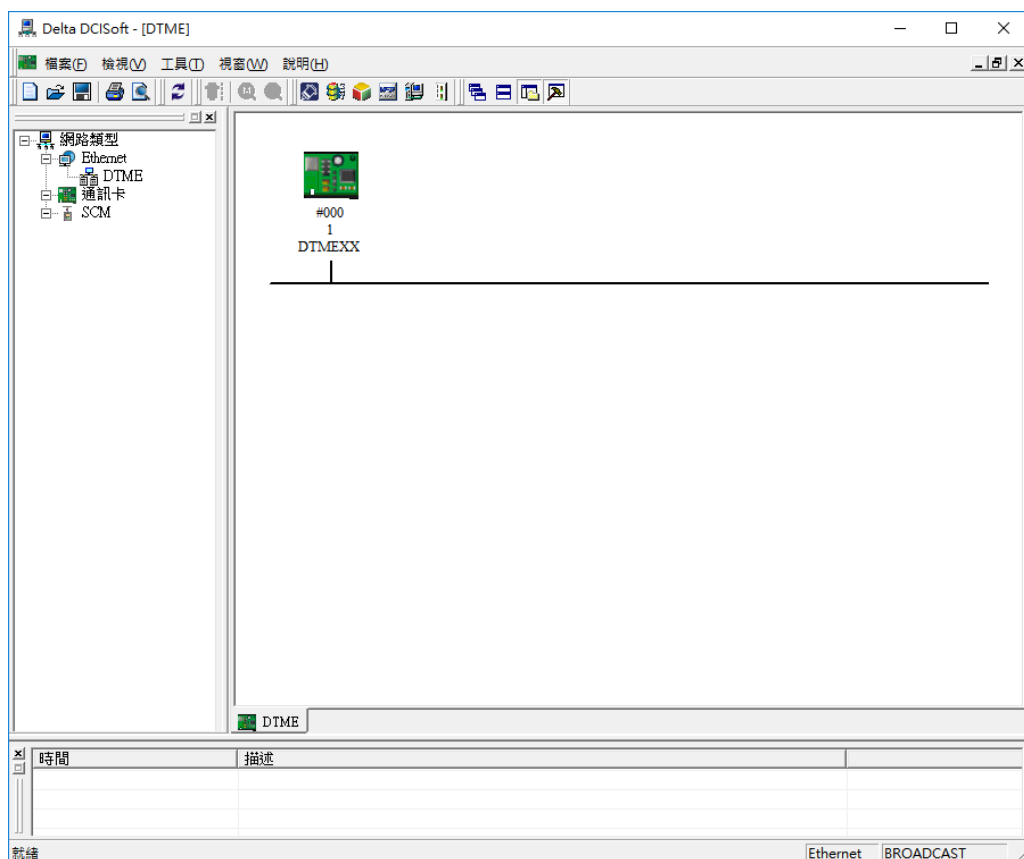 Delta DCISoft - [DTME]
檔案(F) 檢視(V) 工具(T) 視窗(W) 說明(H)
網路類型
Ethernet
DTME
通訊卡
SCM
#000
1
DTMEXX
DTME
時間 描述
就緒 Ethernet BROADCAST